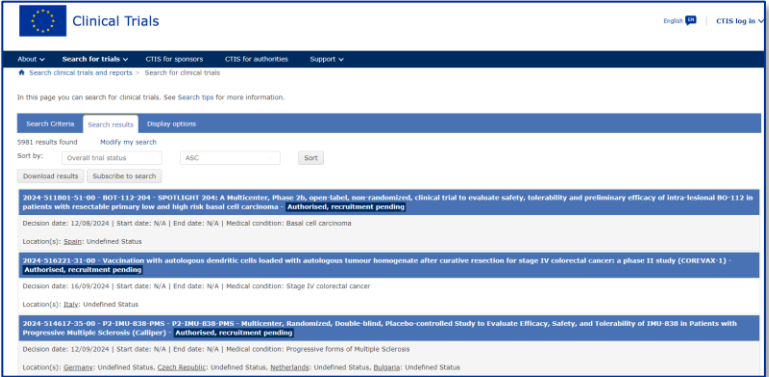 Clinical Trials
English EN
CTIS log in
About
Search for trials
CTIS for sponsors
CTIS for authorities
Support
Search clinical trials and reports > Search for clinical trials
In this page you can search for clinical trials. See Search tips for more information.
Search Criteria
Search results
Display options
5981 results found
Modify my search
Sort by:
Overall trial status
ASC
Sort
Download results
Subscribe to search
2024-511801-51-00 - BOT-112-204 - SPOTLIGHT 204: A Multicenter, Phase 2b, open-label, non-randomized, clinical trial to evaluate safety, tolerability and preliminary efficacy of intra-lesional BO-112 in
patients with resectable primary low and high risk basal cell carcinoma - Authorised, recruitment pending
Decision date: 12/08/2024 | Start date: N/A | End date: N/A | Medical condition: Basal cell carcinoma
Location(s): Spain: Undefined Status
2024-516221-31-00 - Vaccination with autologous dendritic cells loaded with autologous tumour homogenate after curative resection for stage IV colorectal cancer: a phase II study (COREVAX-1) -
Authorised, recruitment pending
Decision date: 16/09/2024 | Start date: N/A | End date: N/A | Medical condition: Stage IV colorectal cancer
Location(s): Italy: Undefined Status
2024-514617-35-00 - P2-IMU-838-PMS - P2-IMU-838-PMS - Multicenter, Randomized, Double-blind, Placebo-controlled Study to Evaluate Efficacy, Safety, and Tolerability of IMU-838 in Patients with
Progressive Multiple Sclerosis (Calliper) - Authorised, recruitment pending
Decision date: 12/09/2024 | Start date: N/A | End date: N/A | Medical condition: Progressive forms of Multiple Sclerosis
Location(s): Germany: Undefined Status, Czech Republic: Undefined Status, Netherlands: Undefined Status, Bulgaria: Undefined Status